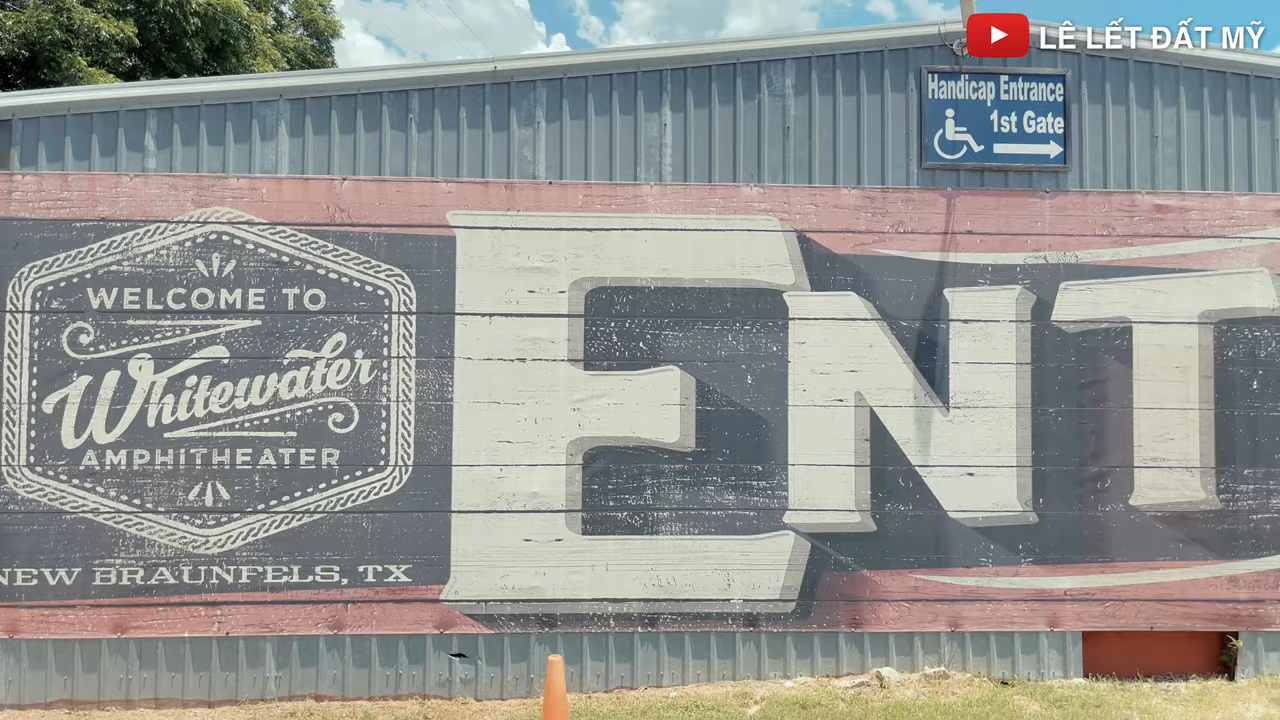 LÊ LẾT ĐẤT MỸ
Handicap Entrance
1st Gate
WELCOME TO
Whitewater
AMPHITHEATER
NEW BRAUNFELS, TX
ENT